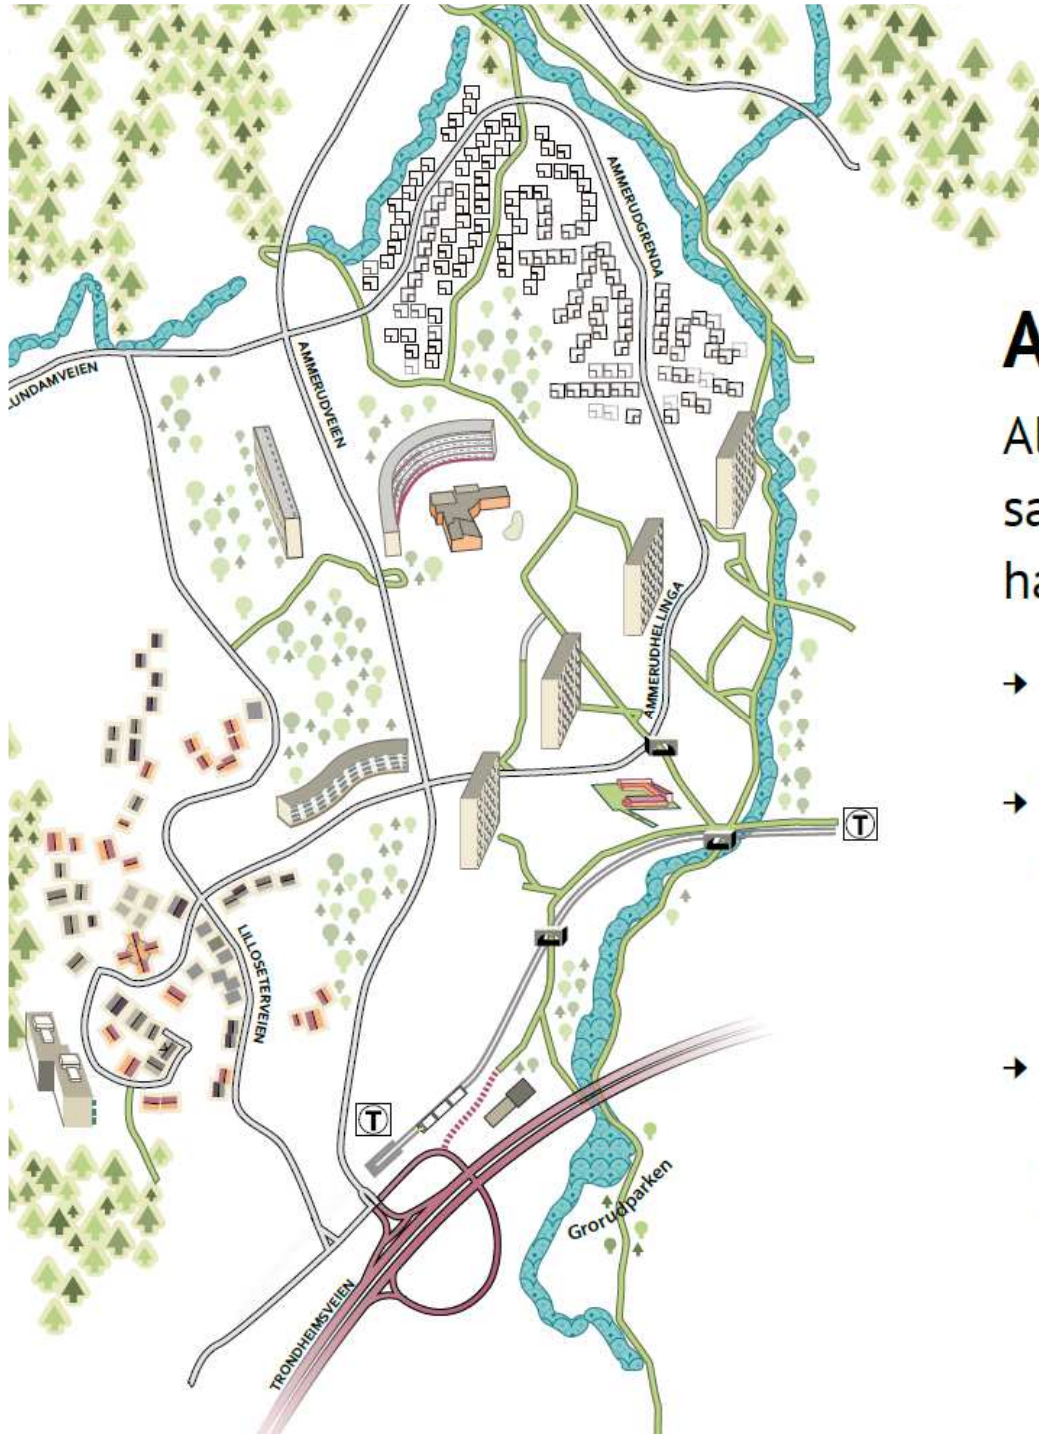 AMMERUDGRENDA
LUNDAMVEIEN
AMMERUDVEIEN
A
Al
sa
ha
AMMERUDHELLINGA
→
→
T
LILLOSETERVEIEN
→
T
Grorudparken
TRONDHEIMSVEIEN